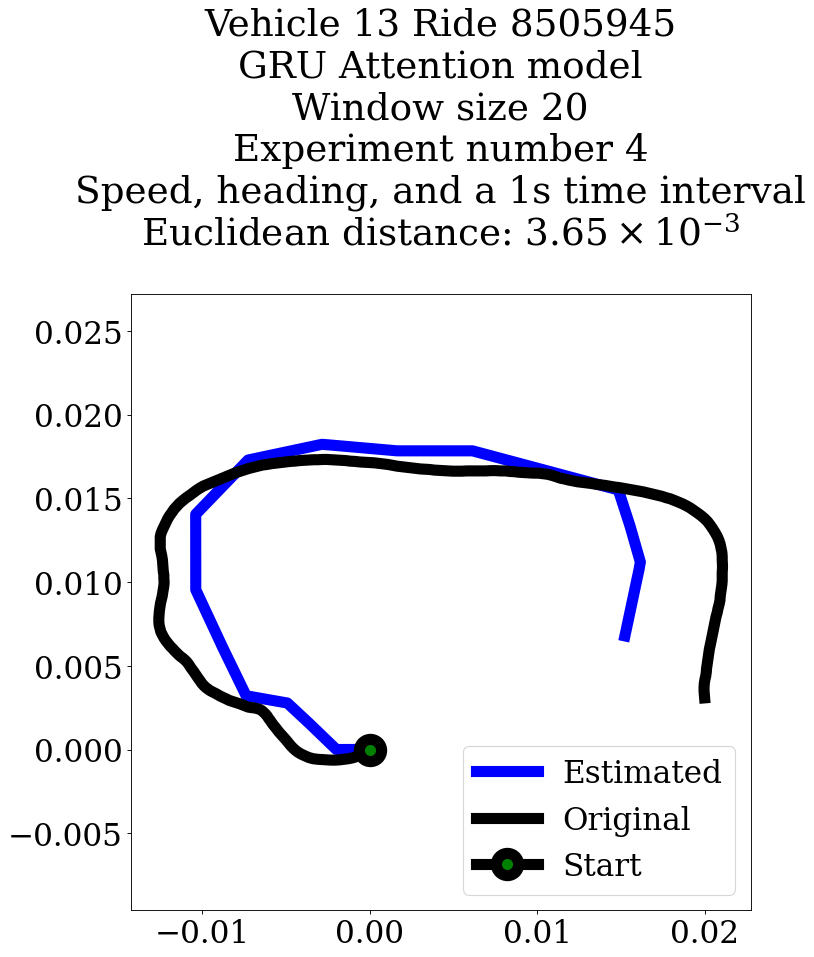 Vehicle 13 Ride 8505945
GRU Attention model
Window size 20
Experiment number 4
Speed, heading, and a 1s time interval
Euclidean distance: 3.65 × 10⁻³
0.025
0.020
0.015
0.010
0.005
0.000
−0.005
−0.01
0.00
0.01
0.02
Estimated
Original
Start